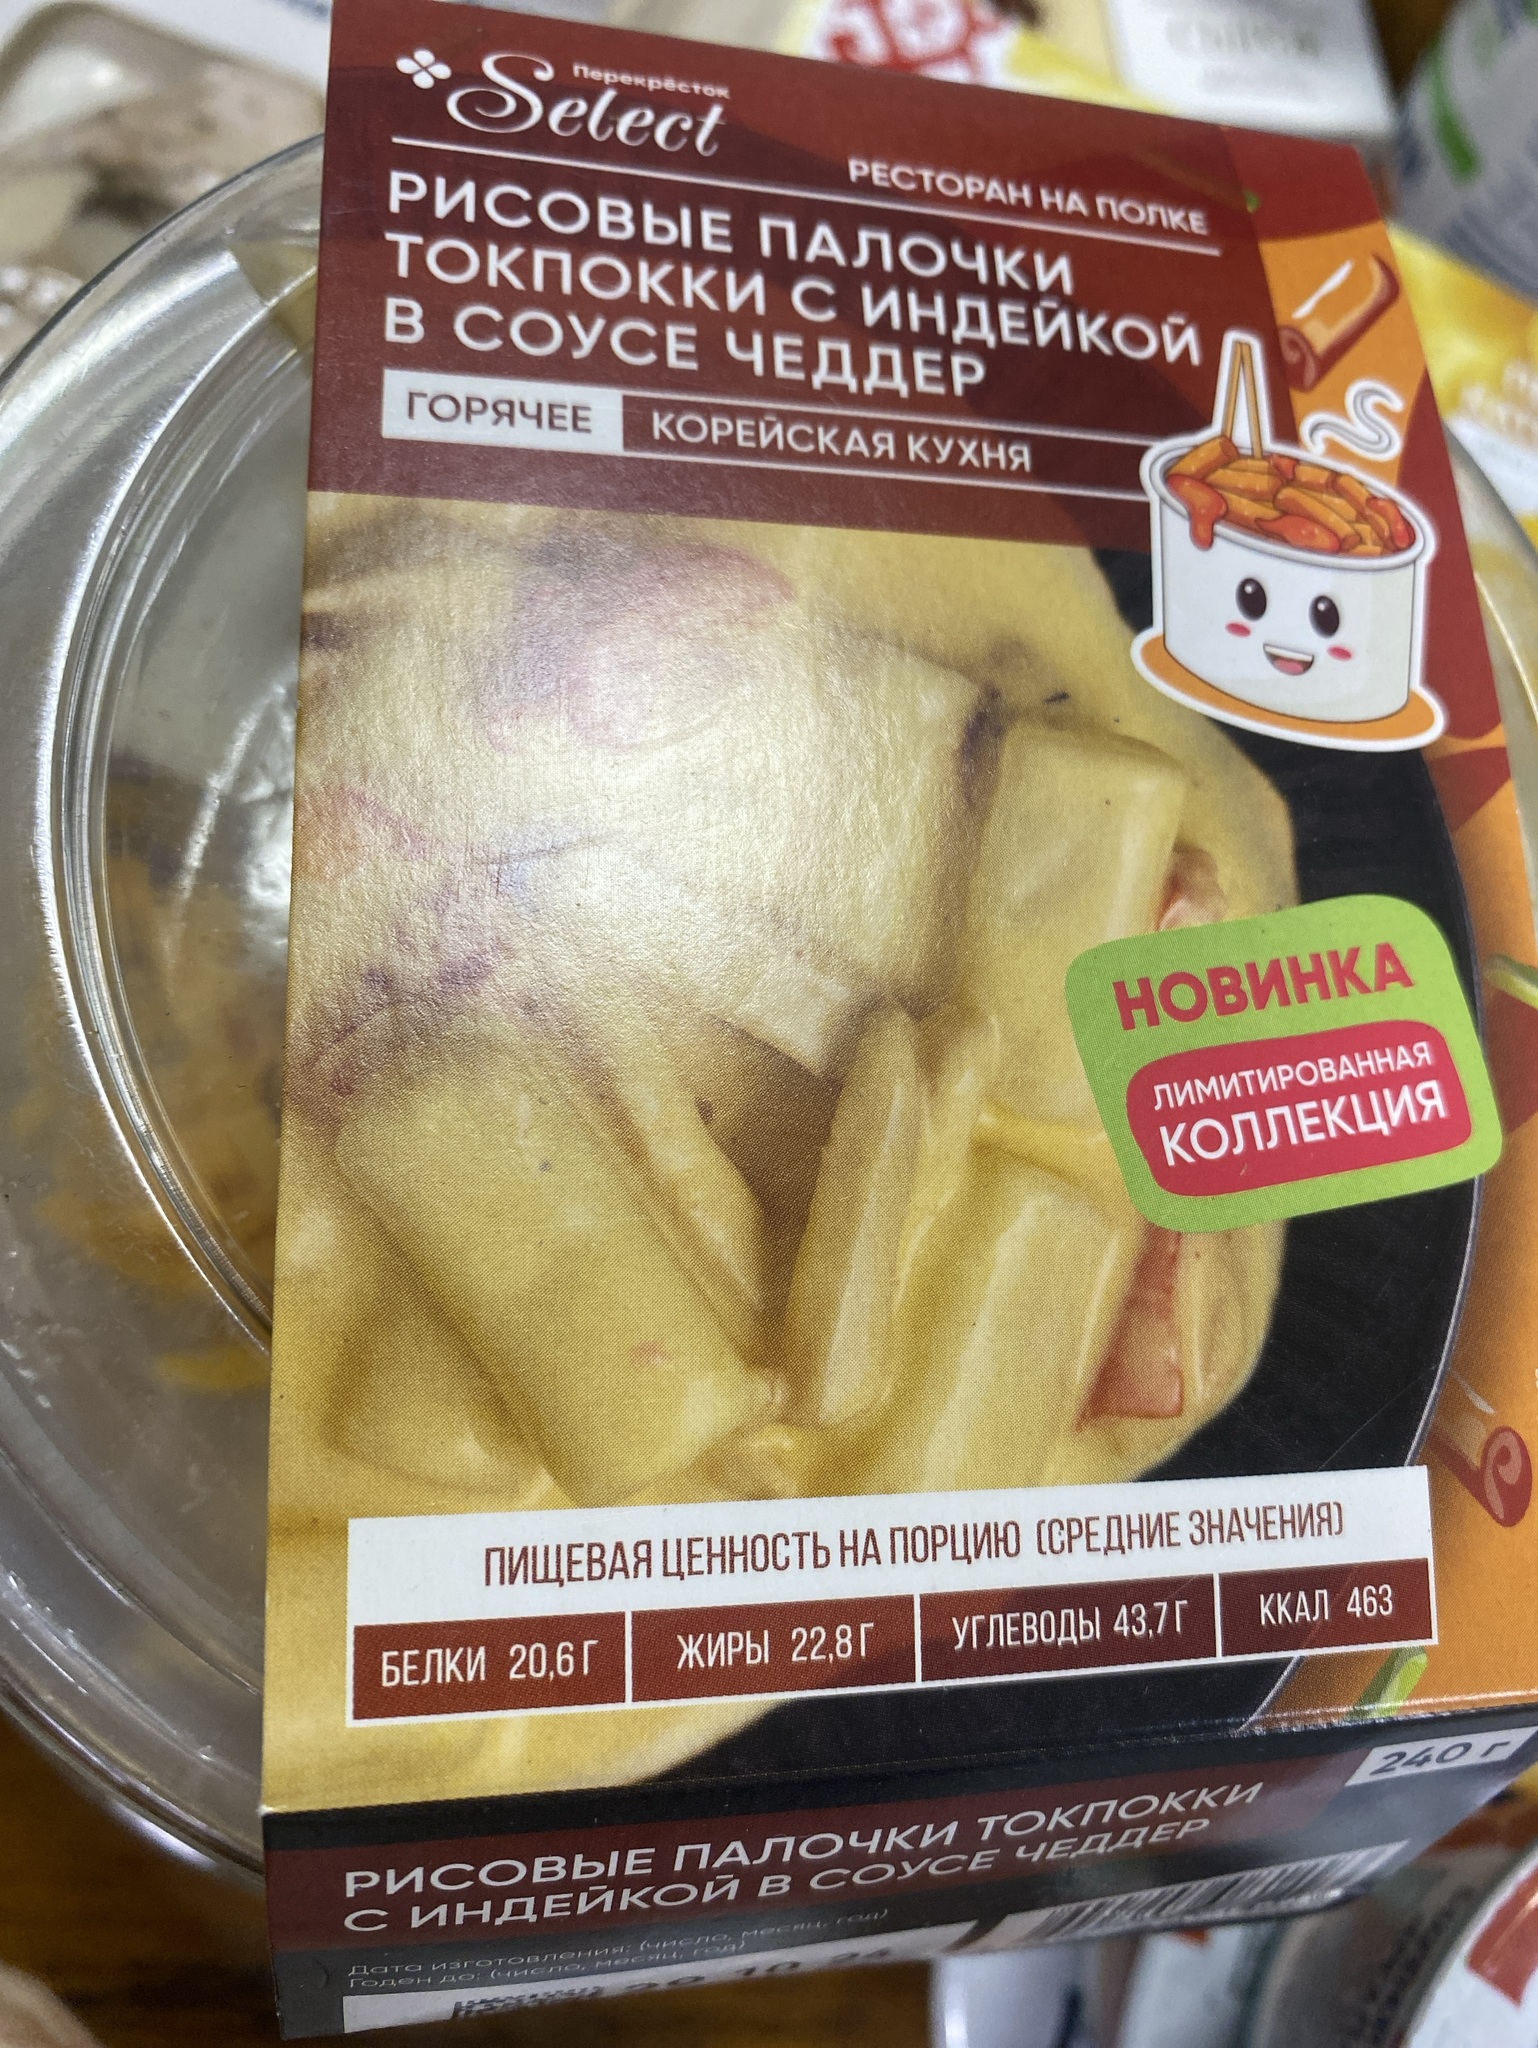 Перекрёсток
Select
РЕСТОРАН НА ПОЛКЕ
РИСОВЫЕ ПАЛОЧКИ
ТОКПОККИ С ИНДЕЙКОЙ
В СОУСЕ ЧЕДДЕР
ГОРЯЧЕЕ КОРЕЙСКАЯ КУХНЯ
НОВИНКА
ЛИМИТИРОВАННАЯ
КОЛЛЕКЦИЯ
ПИЩЕВАЯ ЦЕННОСТЬ НА ПОРЦИЮ (СРЕДНИЕ ЗНАЧЕНИЯ)
БЕЛКИ 20,6 Г ЖИРЫ 22,8 Г УГЛЕВОДЫ 43,7 Г ККАЛ 463
240 г
РИСОВЫЕ ПАЛОЧКИ ТОКПОККИ
С ИНДЕЙКОЙ В СОУСЕ ЧЕДДЕР
Дата изготовления: (число, месяц, год)
Годен до: (число, месяц, год)